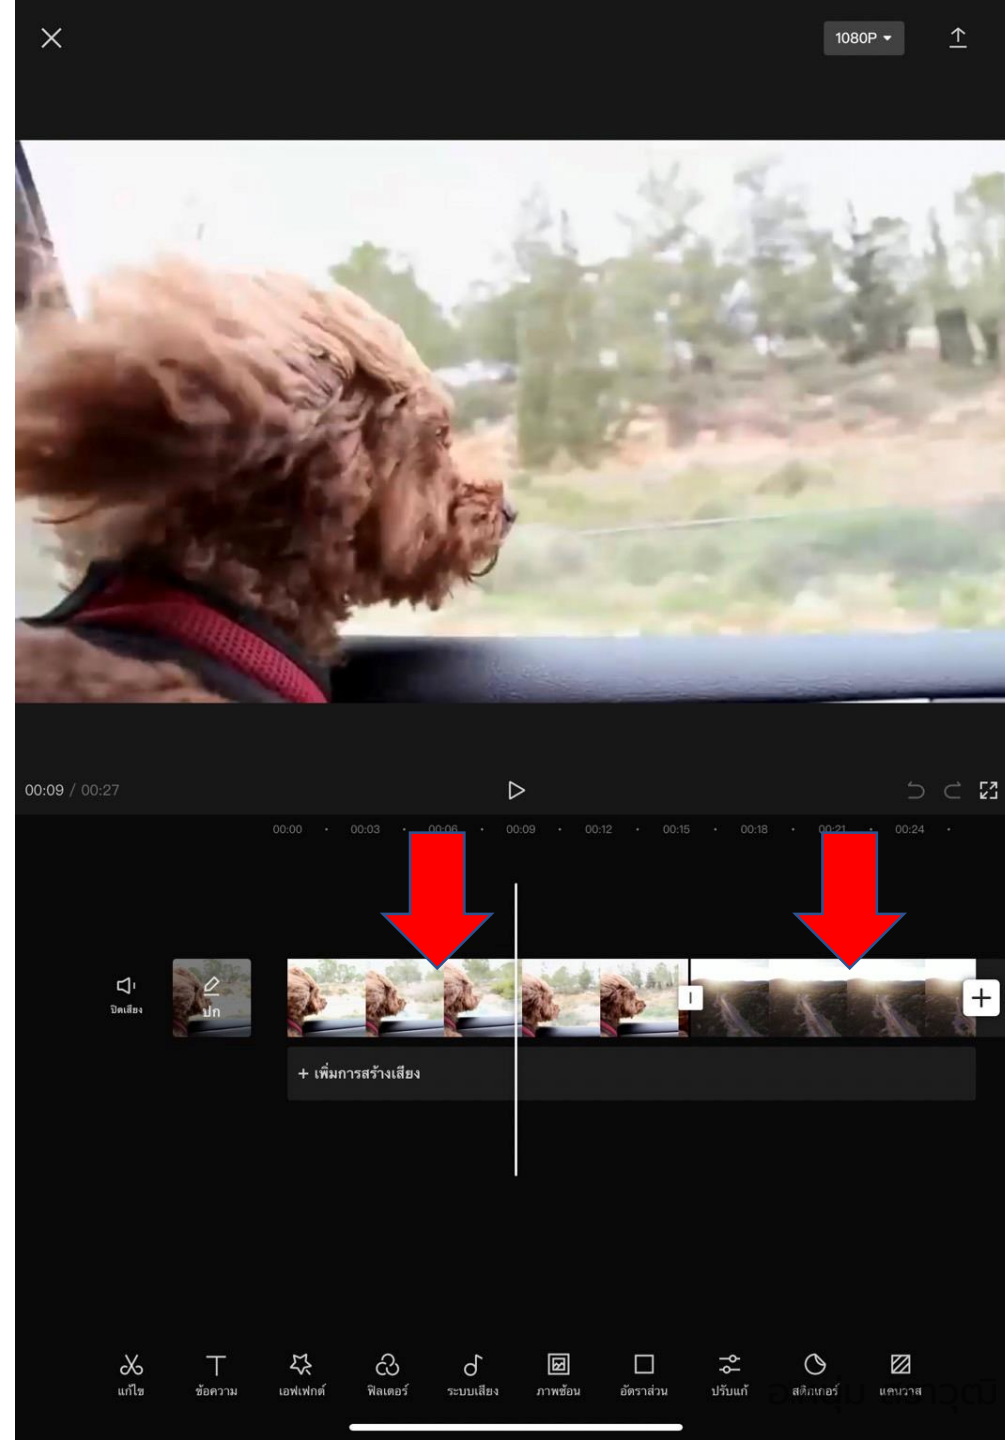 1080P
00:09 / 00:27
00:00 00:03 00:06 00:09 00:12 00:15 00:18 00:21 00:24
ปิดเสียง
ปก
+ เพิ่มการสร้างเสียง
แก้ไข ข้อความ เอฟเฟกต์ ฟิลเตอร์ ระบบเสียง ภาพซ้อน อัตราส่วน ปรับแก้ สติกเกอร์ แคนวาส